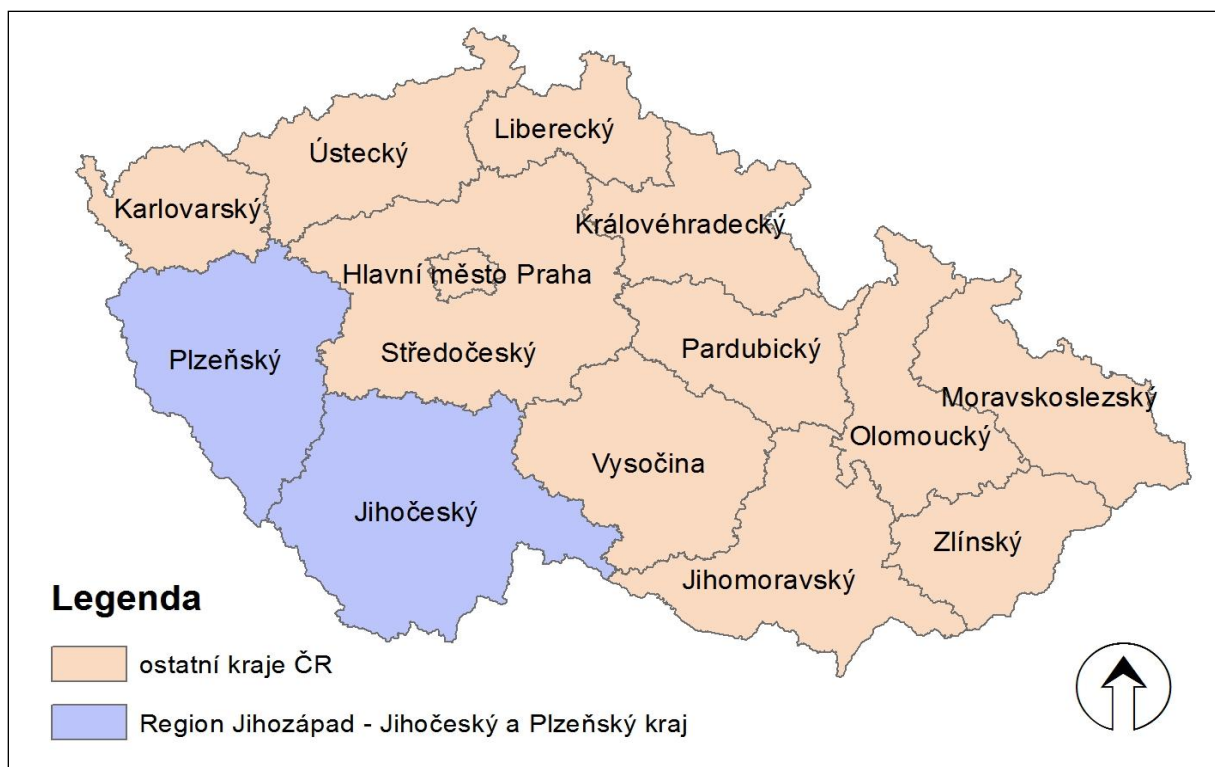 Liberecký
Ústecký
Karlovarský
Královéhradecký
Hlavní město Praha
Plzeňský
Středočeský
Pardubický
Moravskoslezský
Olomoucký
Vysočina
Jihočeský
Zlínský
Jihomoravský
Legenda
ostatní kraje ČR
Region Jihozápad - Jihočeský a Plzeňský kraj